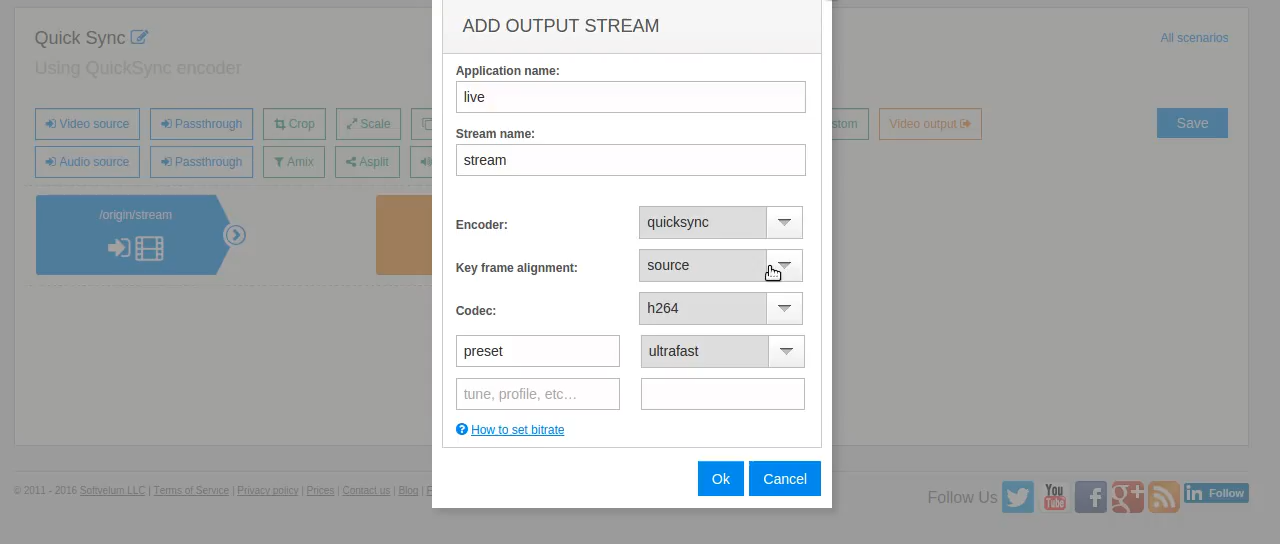 ADD OUTPUT STREAM
Quick Sync
All scenarios
Using QuickSync encoder
Application name:
live
Video source
Passthrough
Crop
Scale
Video output
Save
Stream name:
stream
Audio source
Passthrough
Amix
Asplit
/origin/stream
Encoder:
quicksync
Key frame alignment:
source
Codec:
h264
preset
ultrafast
tune, profile, etc...
How to set bitrate
Ok
Cancel
© 2011 - 2016 Softvelum LLC | Terms of Service | Privacy policy | Prices | Contact us | Blog |
Follow Us
You
Tube
f
g+
in Follow